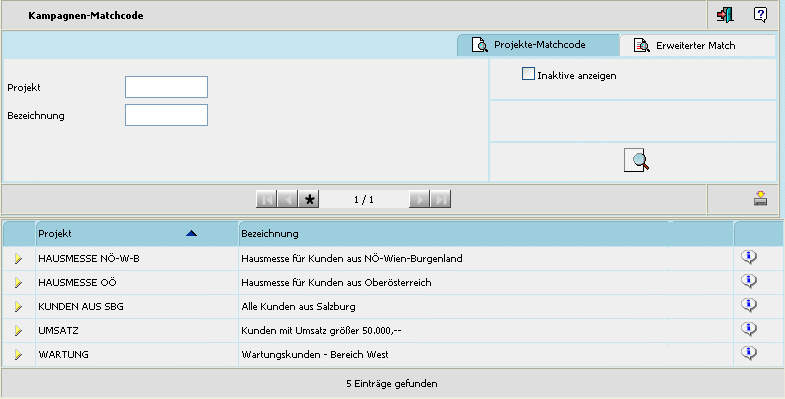 Kampagnen-Matchcode
Projekte-Matchcode Erweiterter Match
Projekt
Inaktive anzeigen
Bezeichnung
1 / 1
Projekt Bezeichnung
HAUSMESSE NÖ-W-B Hausmesse für Kunden aus NÖ-Wien-Burgenland
HAUSMESSE OÖ Hausmesse für Kunden aus Oberösterreich
KUNDEN AUS SBG Alle Kunden aus Salzburg
UMSATZ Kunden mit Umsatz größer 50.000,--
WARTUNG Wartungskunden - Bereich West
5 Einträge gefunden